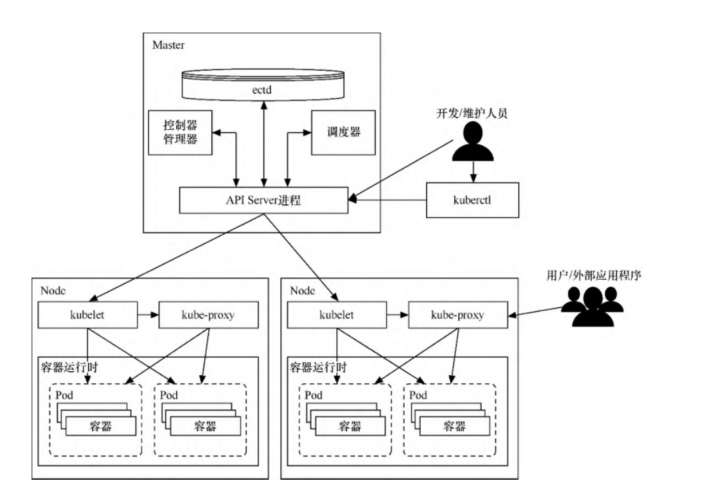 Master
ectd
控制器
管理器
调度器
API Server进程
开发/维护人员
kuberctl
用户/外部应用程序
Node
kubelet
kube-proxy
容器运行时
Pod
容器
Pod
容器
Node
kubelet
kube-proxy
容器运行时
Pod
容器
Pod
容器